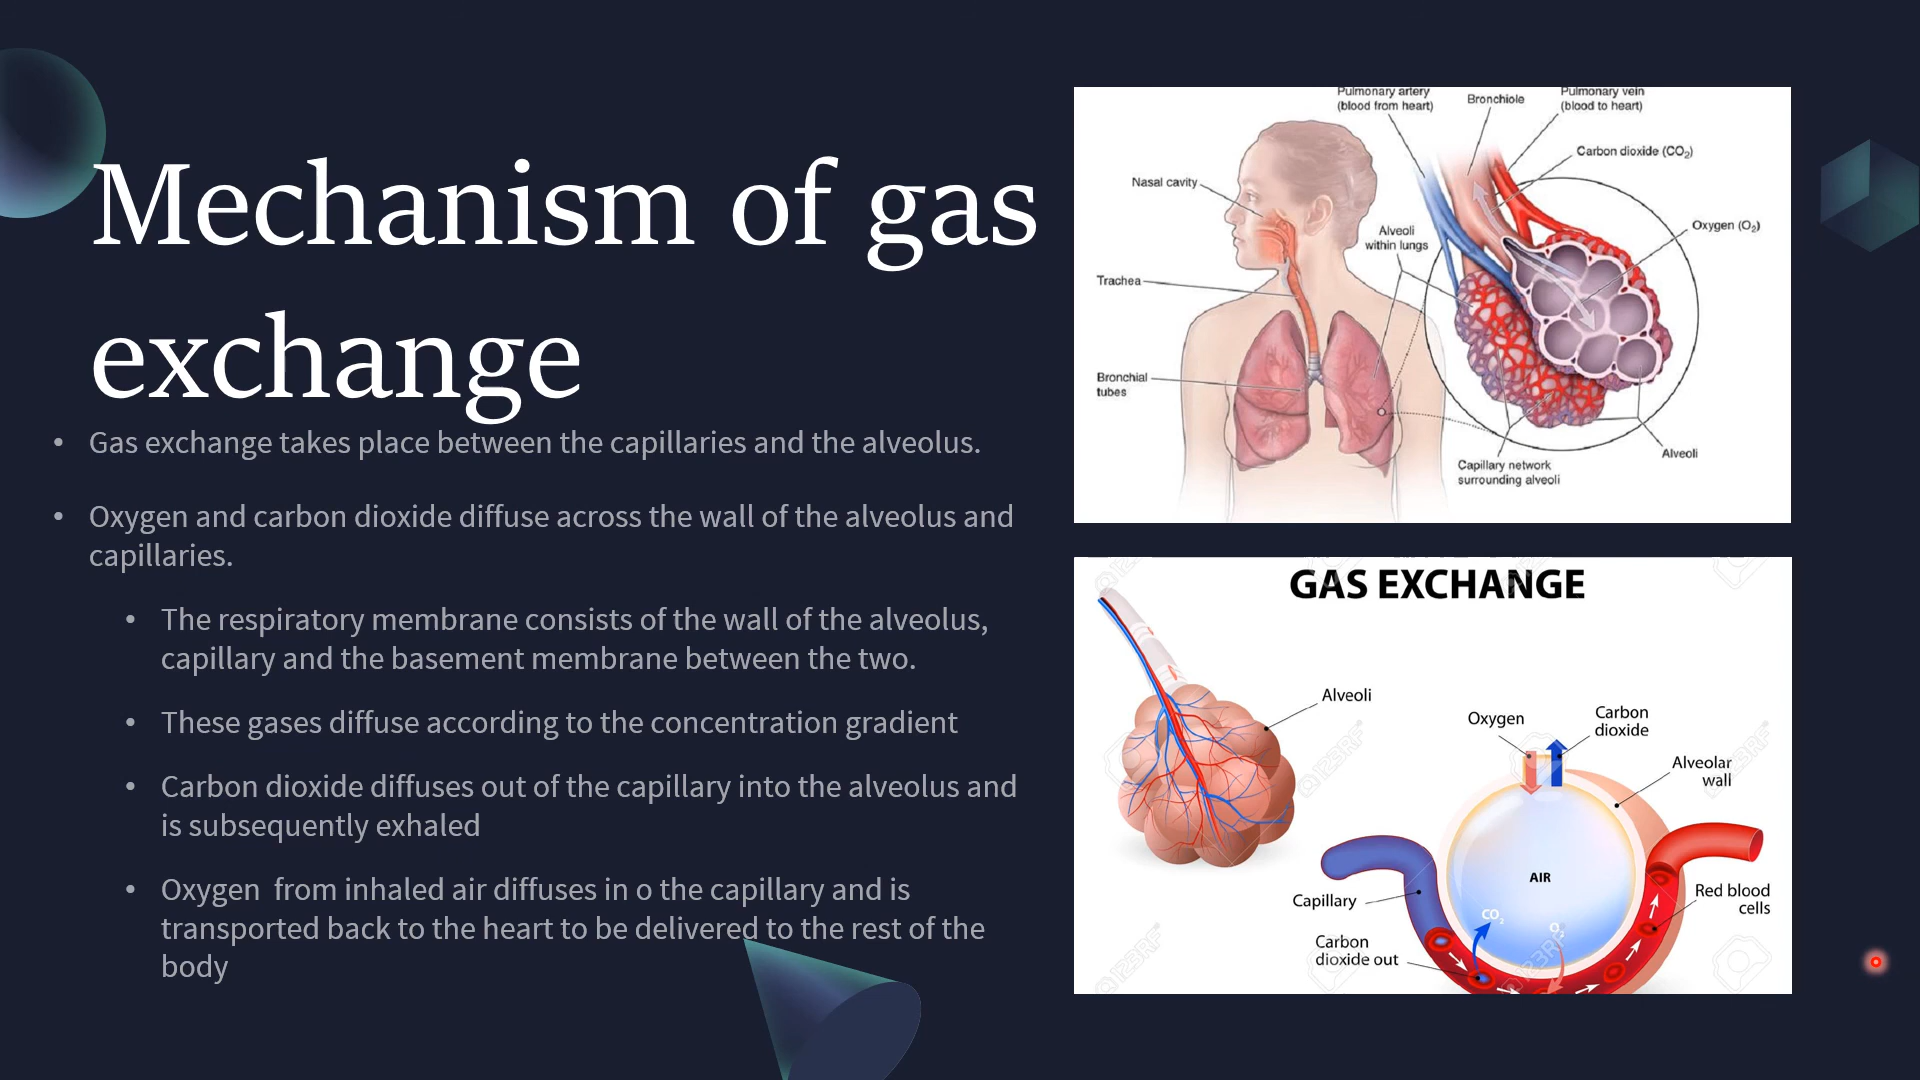 Mechanism of gas
exchange
• Gas exchange takes place between the capillaries and the alveolus.
• Oxygen and carbon dioxide diffuse across the wall of the alveolus and
capillaries.
• The respiratory membrane consists of the wall of the alveolus,
capillary and the basement membrane between the two.
• These gases diffuse according to the concentration gradient
• Carbon dioxide diffuses out of the capillary into the alveolus and
is subsequently exhaled
• Oxygen  from inhaled air diffuses in o the capillary and is
transported back to the heart to be delivered to the rest of the
body
Pulmonary artery
(blood from heart)
Bronchiole
Pulmonary vein
(blood to heart)
Carbon dioxide (CO₂)
Nasal cavity
Oxygen (O₂)
Alveoli
within lungs
Trachea
Bronchial
tubes
Alveoli
Capillary network
surrounding alveoli
GAS EXCHANGE
Alveoli
Oxygen
Carbon
dioxide
Alveolar
wall
AIR
Capillary
Red blood
cells
CO₂
O₂
Carbon
dioxide out
123RF
123RF
123RF
123RF